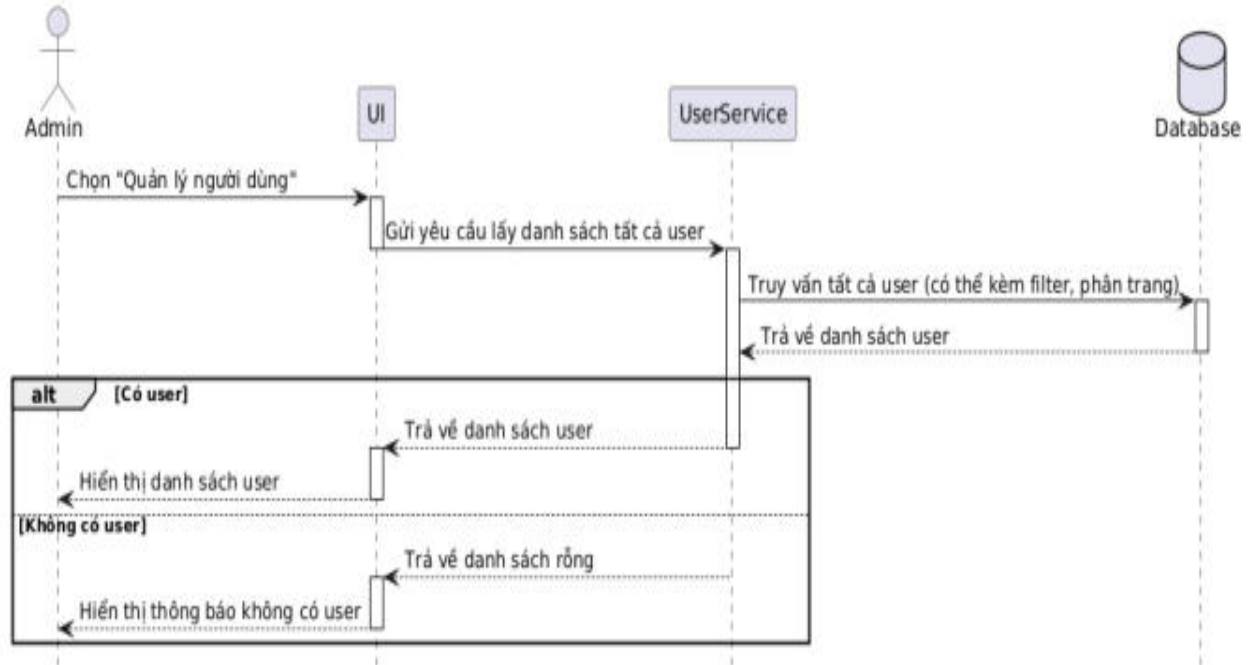 Admin
UI
UserService
Database
Chọn "Quản lý người dùng"
Gửi yêu cầu lấy danh sách tất cả user
Truy vấn tất cả user (có thể kèm filter, phân trang)
Trả về danh sách user
alt [Có user]
Trả về danh sách user
Hiển thị danh sách user
[Không có user]
Trả về danh sách rỗng
Hiển thị thông báo không có user